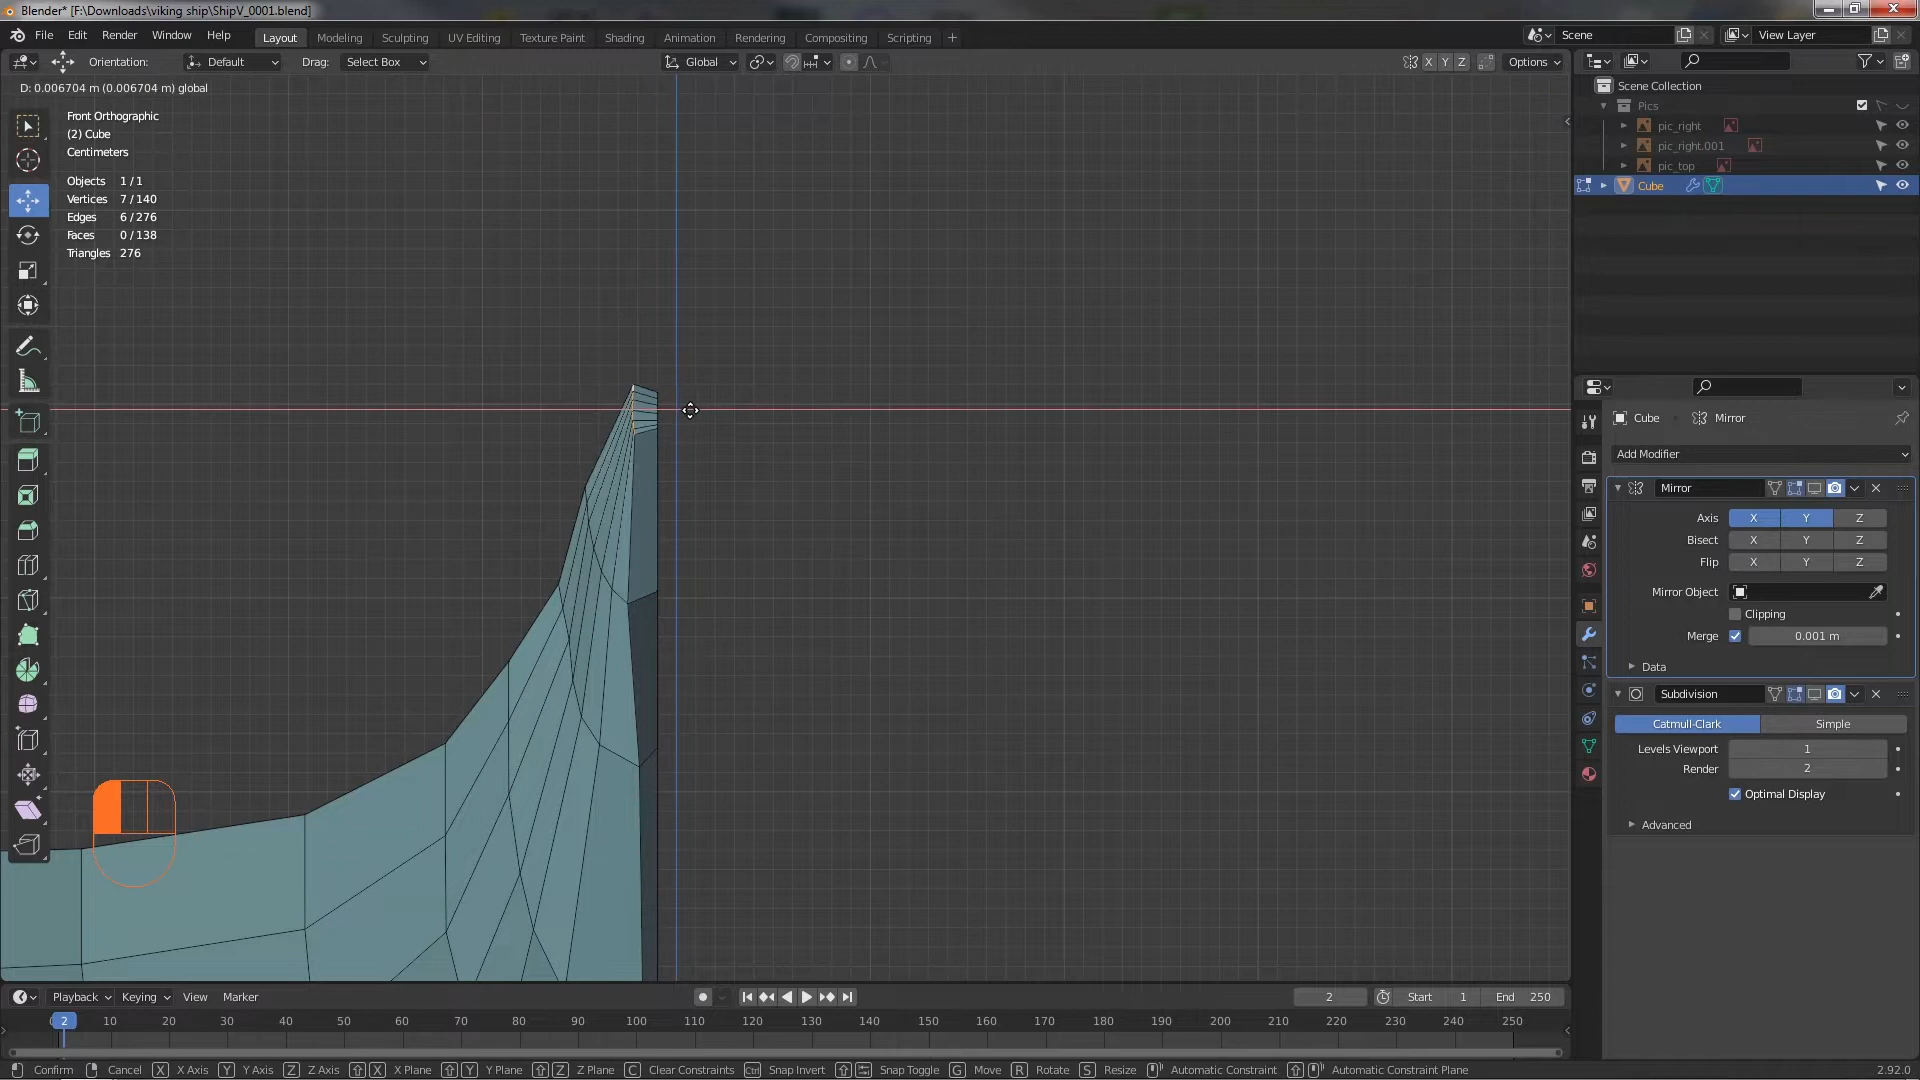 Blender* [F:\Downloads\viking ship\ShipV_0001.blend]
File Edit Render Window Help Layout Modeling Sculpting UV Editing Texture Paint Shading Animation Rendering Compositing Scripting Scene View Layer
Orientation: Default Drag: Select Box Global X Y Z Options
D: 0.006704 m (0.006704 m) global
Front Orthographic
(2) Cube
Centimeters
Objects 1 / 1
Vertices 7 / 140
Edges 6 / 276
Faces 0 / 138
Triangles 276
Scene Collection
Pics
pic_right
pic_right.001
pic_top
Cube
Cube Mirror
Add Modifier
Mirror
Axis X Y Z
Bisect X Y Z
Flip X Y Z
Mirror Object
Clipping
Merge 0.001 m
Data
Subdivision
Catmull-Clark Simple
Levels Viewport 1
Render 2
Optimal Display
Advanced
Playback Keying View Marker 2 Start 1 End 250
2 10 20 30 40 50 60 70 80 90 100 110 120 130 140 150 160 170 180 190 200 210 220 230 240 250
Confirm Cancel X X Axis Y Y Axis Z Z Axis X X Plane Y Y Plane Z Z Plane C Clear Constraints Ctrl Snap Invert Snap Toggle G Move R Rotate S Resize Automatic Constraint Automatic Constraint Plane 2.92.0